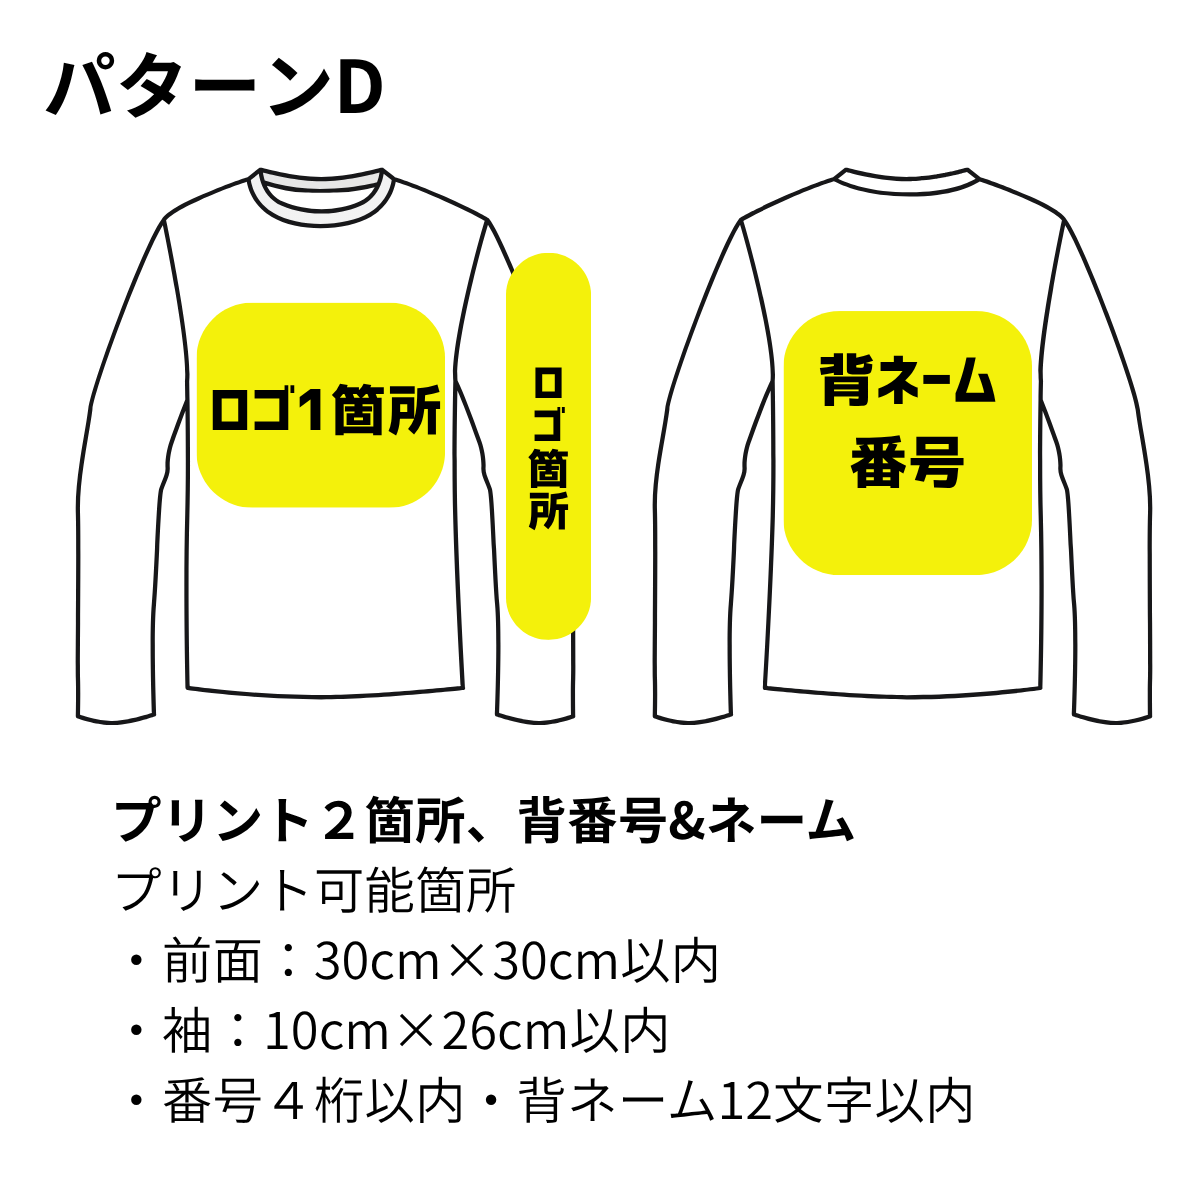 パターンD
ロゴ1箇所
ロゴ箇所
背ネーム
番号
プリント２箇所、背番号&ネーム
プリント可能箇所
・前面：30cm×30cm以内
・袖：10cm×26cm以内
・番号４桁以内・背ネーム12文字以内